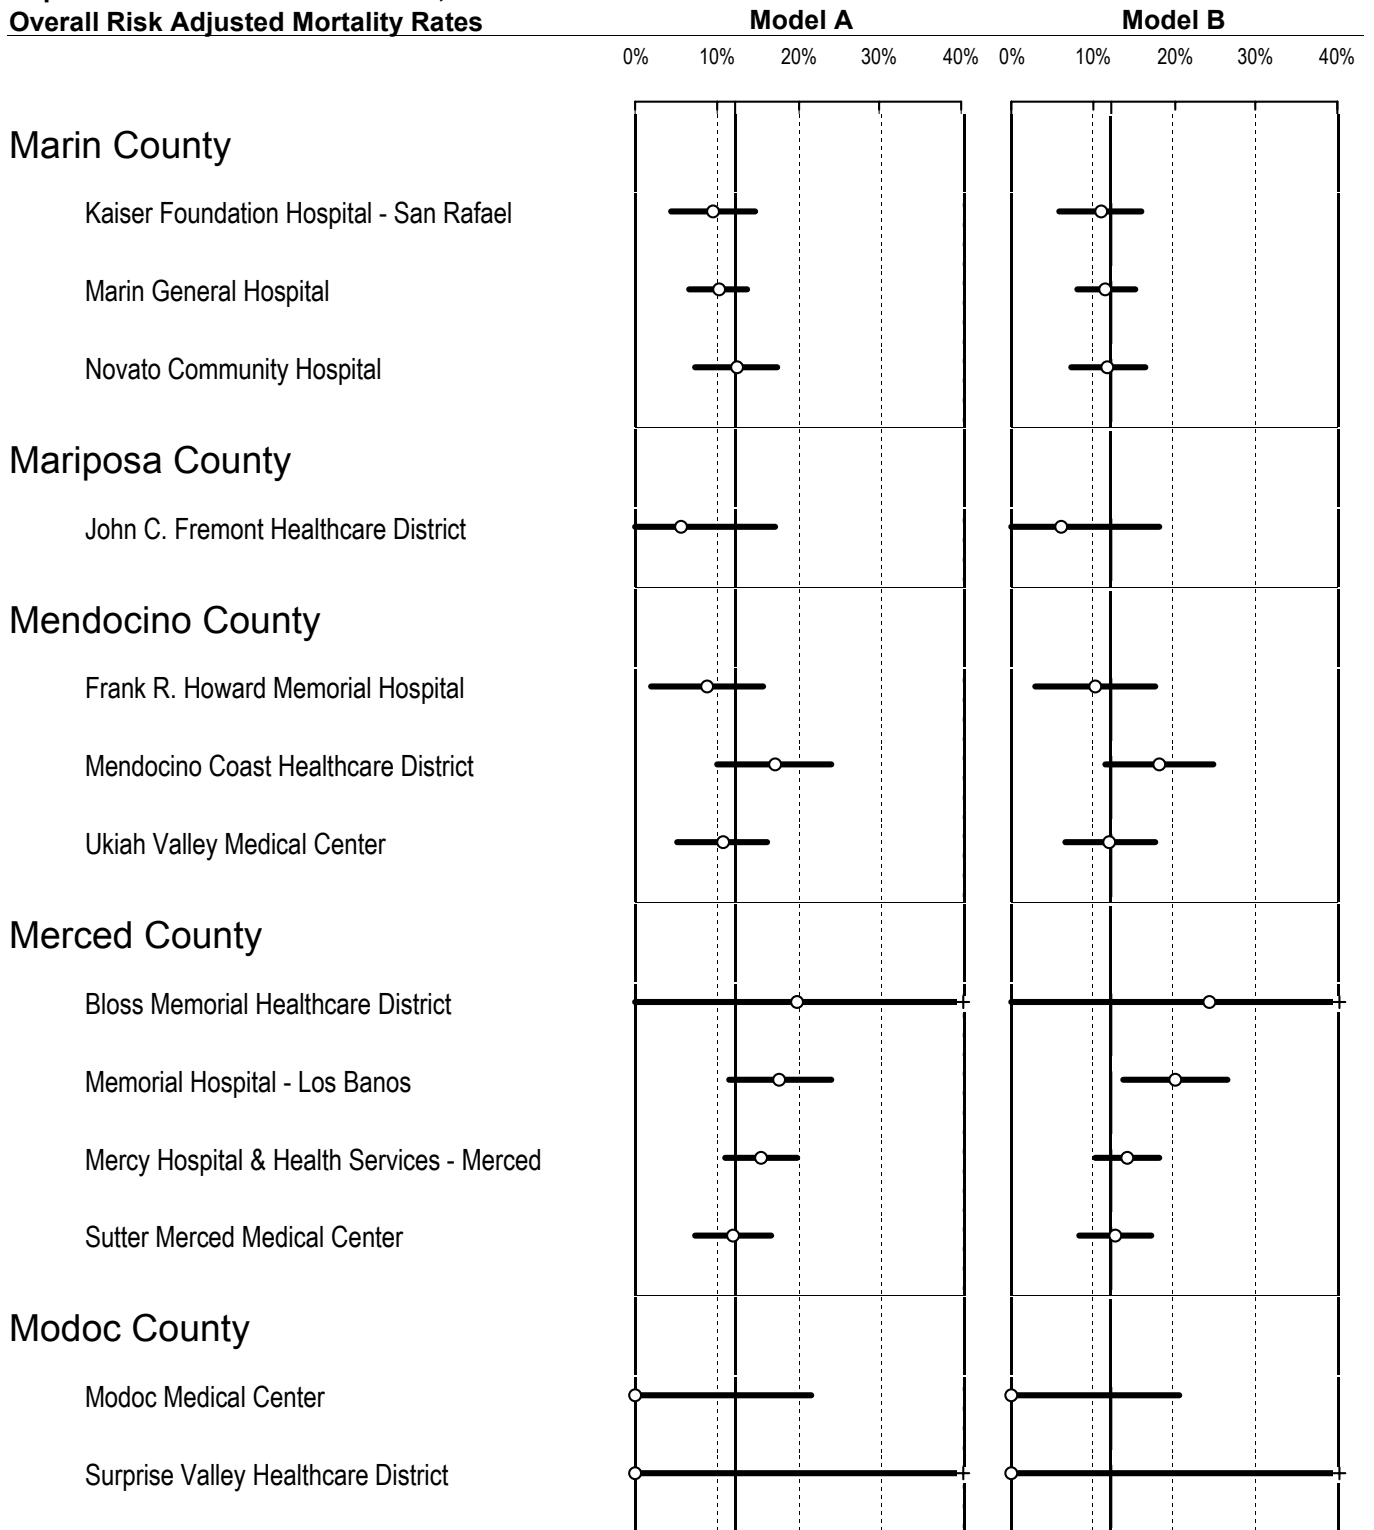 Overall Risk Adjusted Mortality Rates Model A Model B
0% 10% 20% 30% 40% 0% 10% 20% 30% 40%
Marin County
Kaiser Foundation Hospital - San Rafael
Marin General Hospital
Novato Community Hospital
Mariposa County
John C. Fremont Healthcare District
Mendocino County
Frank R. Howard Memorial Hospital
Mendocino Coast Healthcare District
Ukiah Valley Medical Center
Merced County
Bloss Memorial Healthcare District
Memorial Hospital - Los Banos
Mercy Hospital & Health Services - Merced
Sutter Merced Medical Center
Modoc County
Modoc Medical Center
Surprise Valley Healthcare District